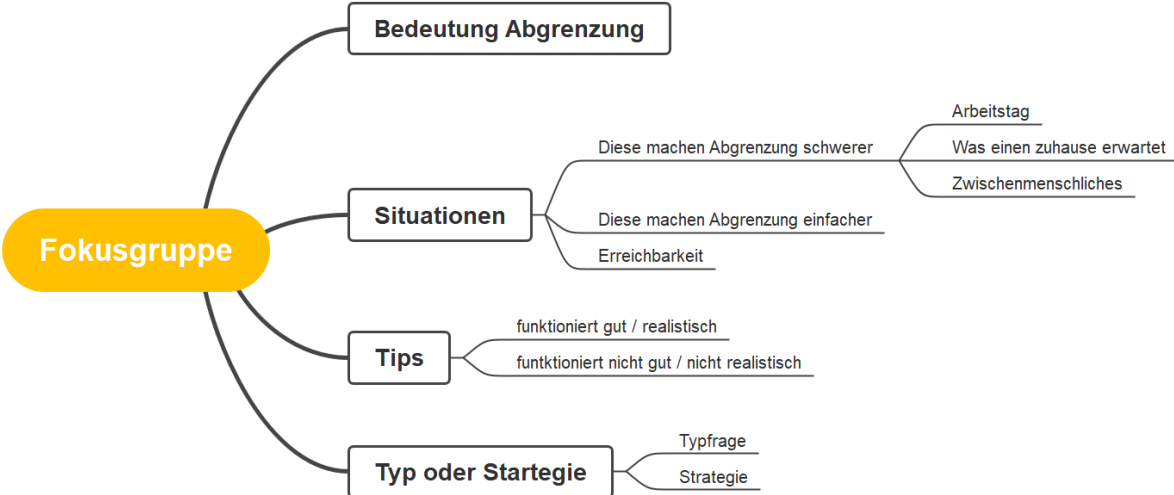 Fokusgruppe
Bedeutung Abgrenzung
Situationen
Diese machen Abgrenzung schwerer
Arbeitstag
Was einen zuhause erwartet
Zwischenmenschliches
Diese machen Abgrenzung einfacher
Erreichbarkeit
Tips
funktioniert gut / realistisch
funtktioniert nicht gut / nicht realistisch
Typ oder Startegie
Typfrage
Strategie